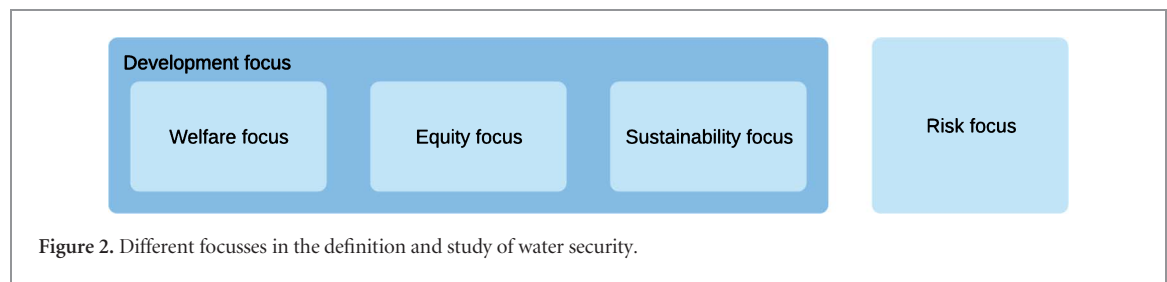 Development focus
Welfare focus
Equity focus
Sustainability focus
Risk focus
Figure 2. Different focusses in the definition and study of water security.